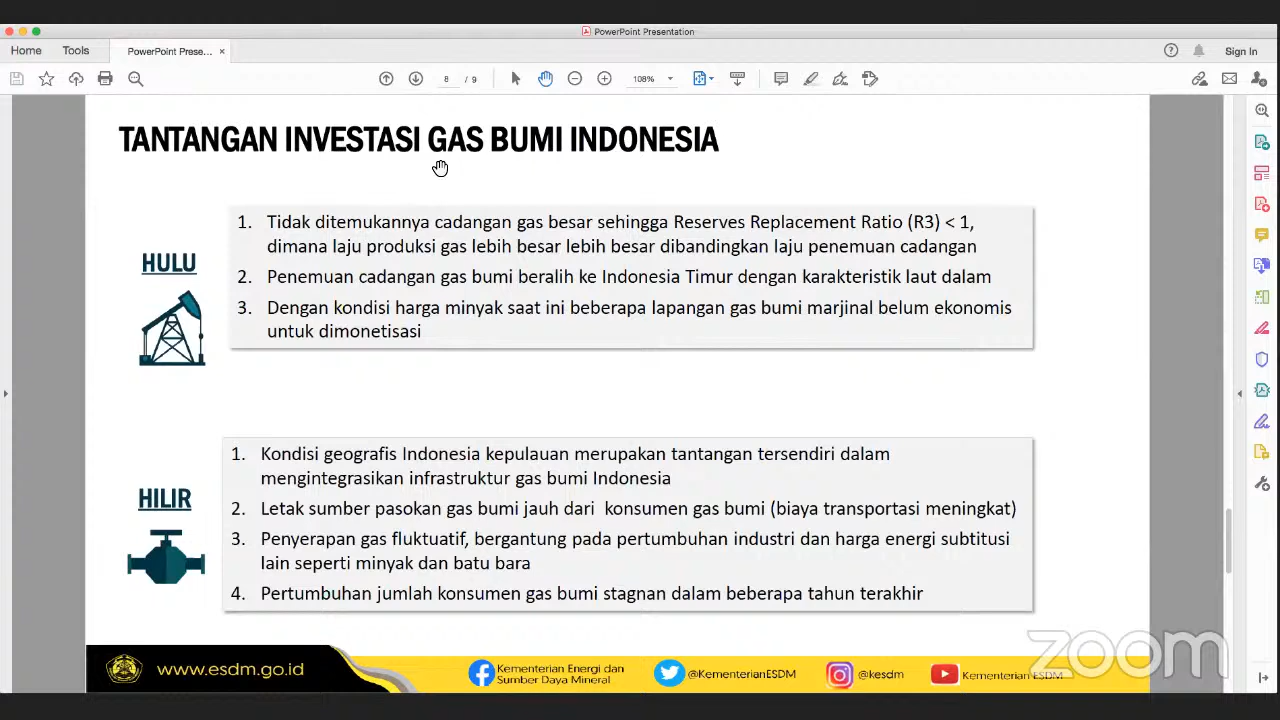 PowerPoint Presentation
Home
Tools
PowerPoint Prese...
×
Sign In
8 / 9
108%
TANTANGAN INVESTASI GAS BUMI INDONESIA
HULU
1. Tidak ditemukannya cadangan gas besar sehingga Reserves Replacement Ratio (R3) < 1,
dimana laju produksi gas lebih besar lebih besar dibandingkan laju penemuan cadangan
2. Penemuan cadangan gas bumi beralih ke Indonesia Timur dengan karakteristik laut dalam
3. Dengan kondisi harga minyak saat ini beberapa lapangan gas bumi marjinal belum ekonomis
untuk dimonetisasi
HILIR
1. Kondisi geografis Indonesia kepulauan merupakan tantangan tersendiri dalam
mengintegrasikan infrastruktur gas bumi Indonesia
2. Letak sumber pasokan gas bumi jauh dari konsumen gas bumi (biaya transportasi meningkat)
3. Penyerapan gas fluktuatif, bergantung pada pertumbuhan industri dan harga energi subtitusi
lain seperti minyak dan batu bara
4. Pertumbuhan jumlah konsumen gas bumi stagnan dalam beberapa tahun terakhir
www.esdm.go.id
Kementerian Energi dan
Sumber Daya Mineral
@KementerianESDM
@kesdm
Kementerian ESDM
zoom